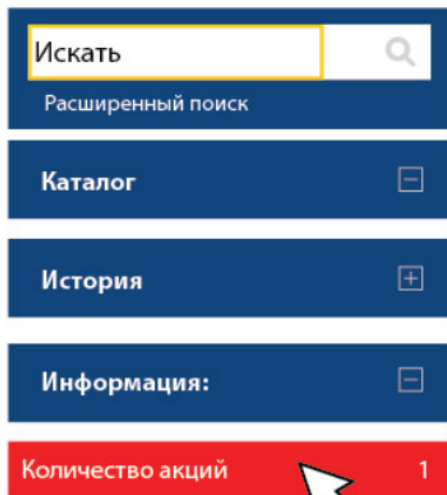 Искать
Расширенный поиск
Каталог
История
Информация:
Количество акций 1